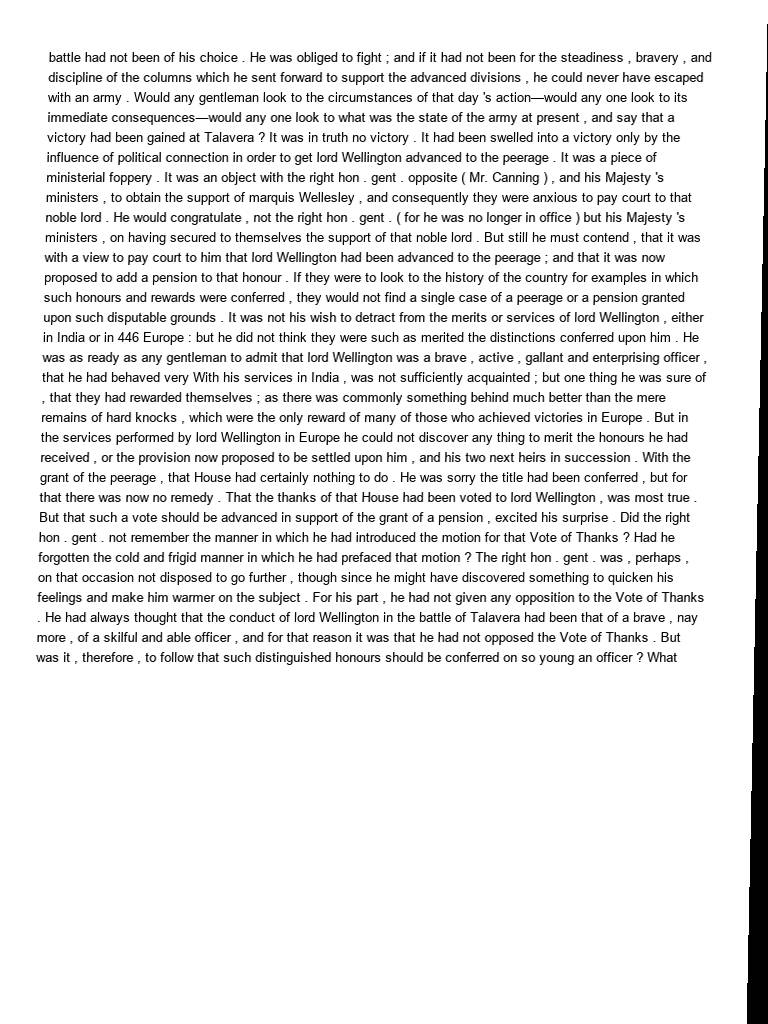 battle had not been of his choice . He was obliged to fight ; and if it had not been for the steadiness , bravery , and
discipline of the columns which he sent forward to support the advanced divisions , he could never have escaped
with an army . Would any gentleman look to the circumstances of that day 's action—would any one look to its
immediate consequences—would any one look to what was the state of the army at present , and say that a
victory had been gained at Talavera ? It was in truth no victory . It had been swelled into a victory only by the
influence of political connection in order to get lord Wellington advanced to the peerage . It was a piece of
ministerial foppery . It was an object with the right hon . gent . opposite ( Mr. Canning ) , and his Majesty 's
ministers , to obtain the support of marquis Wellesley , and consequently they were anxious to pay court to that
noble lord . He would congratulate , not the right hon . gent . ( for he was no longer in office ) but his Majesty 's
ministers , on having secured to themselves the support of that noble lord . But still he must contend , that it was
with a view to pay court to him that lord Wellington had been advanced to the peerage ; and that it was now
proposed to add a pension to that honour . If they were to look to the history of the country for examples in which
such honours and rewards were conferred , they would not find a single case of a peerage or a pension granted
upon such disputable grounds . It was not his wish to detract from the merits or services of lord Wellington , either
in India or in 446 Europe : but he did not think they were such as merited the distinctions conferred upon him . He
was as ready as any gentleman to admit that lord Wellington was a brave , active , gallant and enterprising officer ,
that he had behaved very With his services in India , was not sufficiently acquainted ; but one thing he was sure of
, that they had rewarded themselves ; as there was commonly something behind much better than the mere
remains of hard knocks , which were the only reward of many of those who achieved victories in Europe . But in
the services performed by lord Wellington in Europe he could not discover any thing to merit the honours he had
received , or the provision now proposed to be settled upon him , and his two next heirs in succession . With the
grant of the peerage , that House had certainly nothing to do . He was sorry the title had been conferred , but for
that there was now no remedy . That the thanks of that House had been voted to lord Wellington , was most true .
But that such a vote should be advanced in support of the grant of a pension , excited his surprise . Did the right
hon . gent . not remember the manner in which he had introduced the motion for that Vote of Thanks ? Had he
forgotten the cold and frigid manner in which he had prefaced that motion ? The right hon . gent . was , perhaps ,
on that occasion not disposed to go further , though since he might have discovered something to quicken his
feelings and make him warmer on the subject . For his part , he had not given any opposition to the Vote of Thanks
. He had always thought that the conduct of lord Wellington in the battle of Talavera had been that of a brave , nay
more , of a skilful and able officer , and for that reason it was that he had not opposed the Vote of Thanks . But
was it , therefore , to follow that such distinguished honours should be conferred on so young an officer ? What